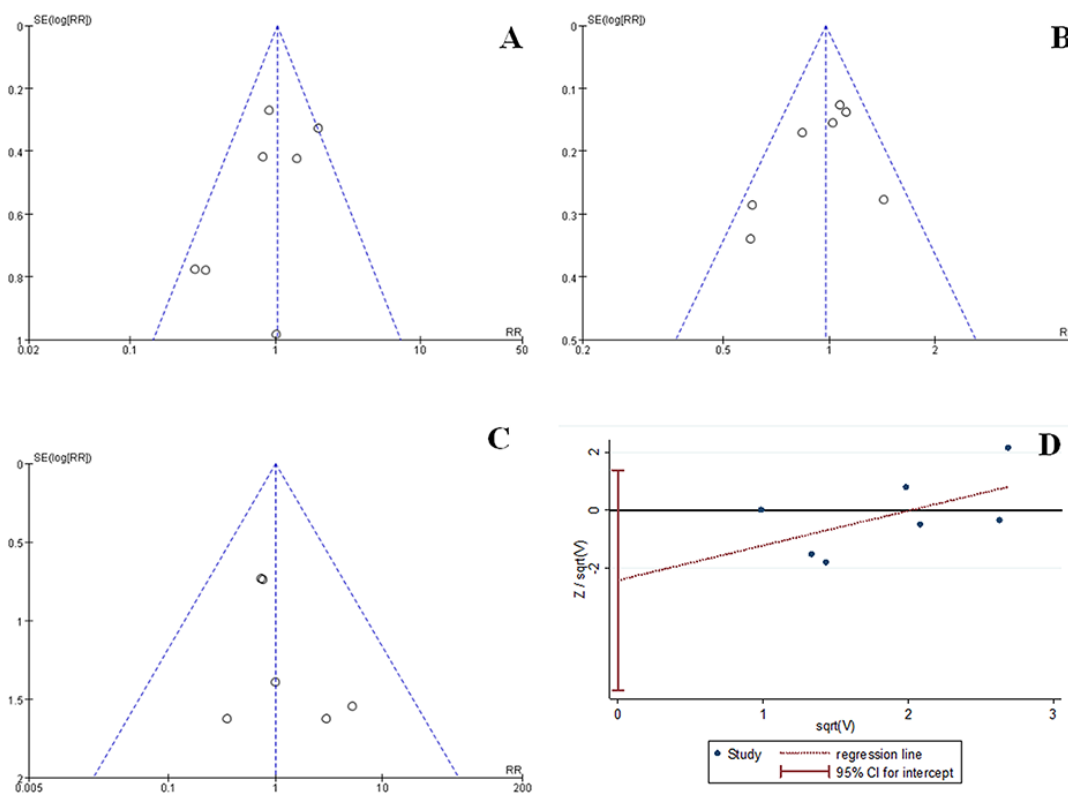 SE(log[RR])
A
0
0.2
0.4
0.6
0.8
1
RR
0.02 0.1 1 10 50
SE(log[RR])
B
0
0.1
0.2
0.3
0.4
0.5
R
0.2 0.5 1 2
SE(log[RR])
C
0
0.5
1
1.5
2
RR
0.005 0.1 1 10 200
D
Z / sqrt(V)
2
0
-2
0 1 2 3
sqrt(V)
Study regression line
95% CI for intercept